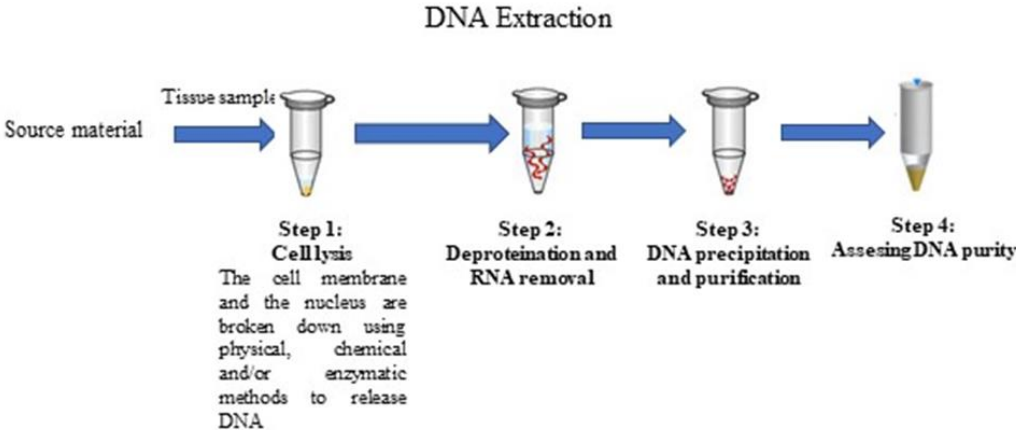 DNA Extraction
Tissue sample
Source material
Step 1:
Cell lysis
The cell membrane
and the nucleus are
broken down using
physical, chemical
and/or enzymatic
methods to release
DNA
Step 2:
Deproteination and
RNA removal
Step 3:
DNA precipitation
and purification
Step 4:
Assesing DNA purity